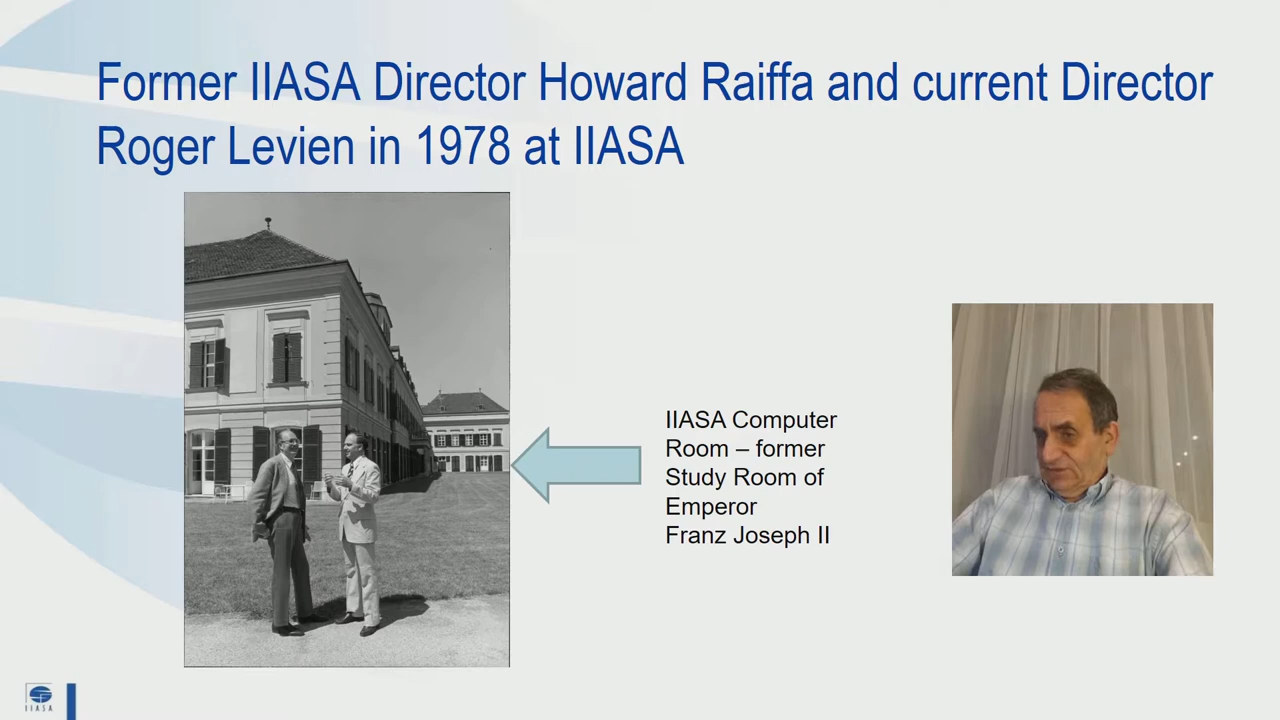 Former IIASA Director Howard Raiffa and current Director
Roger Levien in 1978 at IIASA
IIASA Computer
Room – former
Study Room of
Emperor
Franz Joseph II
IIASA